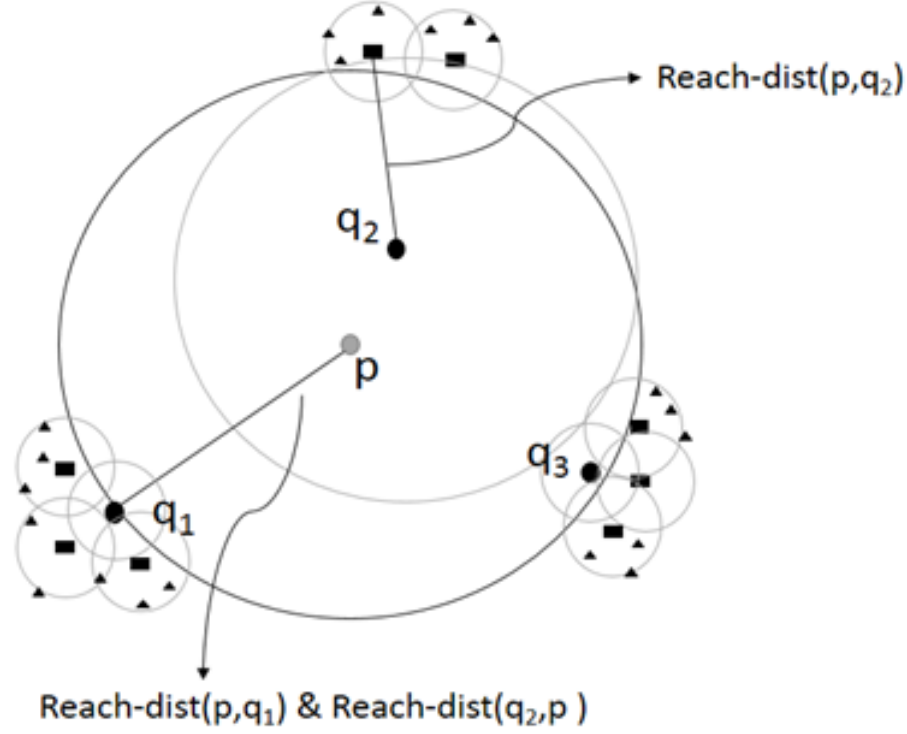 Reach-dist(p,q₂)
q₂
p
q₃
q₁
Reach-dist(p,q₁) & Reach-dist(q₂,p )